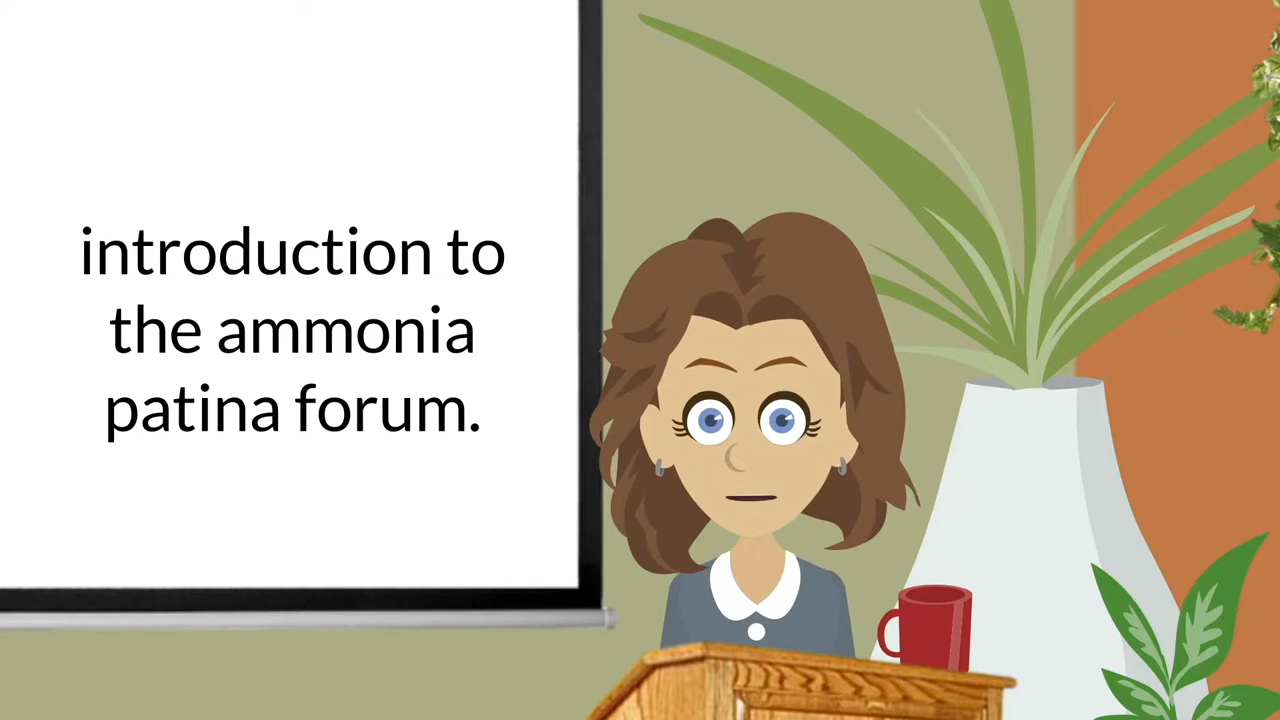 introduction to
the ammonia
patina forum.